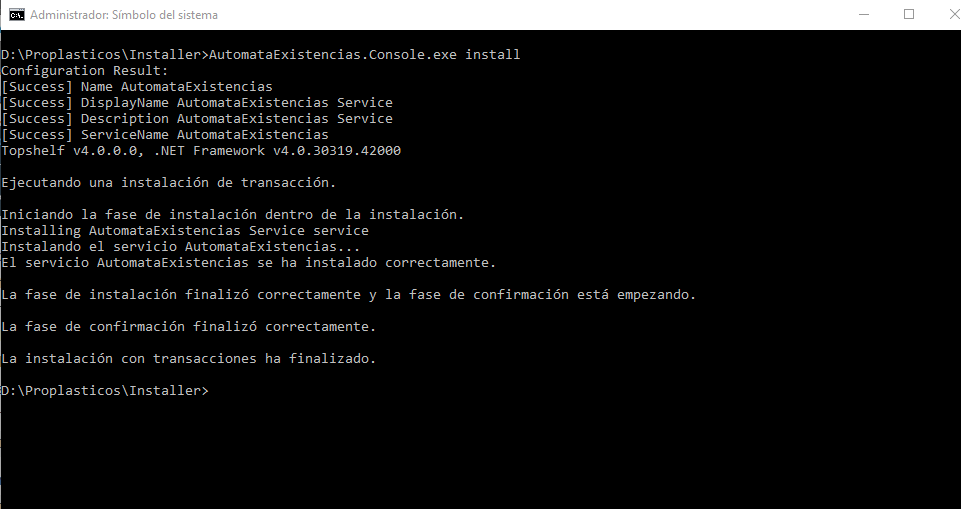 Administrador: Símbolo del sistema
D:\Proplasticos\Installer>AutomataExistencias.Console.exe install
Configuration Result:
[Success] Name AutomataExistencias
[Success] DisplayName AutomataExistencias Service
[Success] Description AutomataExistencias Service
[Success] ServiceName AutomataExistencias
Topshelf v4.0.0.0, .NET Framework v4.0.30319.42000
Ejecutando una instalación de transacción.
Iniciando la fase de instalación dentro de la instalación.
Installing AutomataExistencias Service service
Instalando el servicio AutomataExistencias...
El servicio AutomataExistencias se ha instalado correctamente.
La fase de instalación finalizó correctamente y la fase de confirmación está empezando.
La fase de confirmación finalizó correctamente.
La instalación con transacciones ha finalizado.
D:\Proplasticos\Installer>